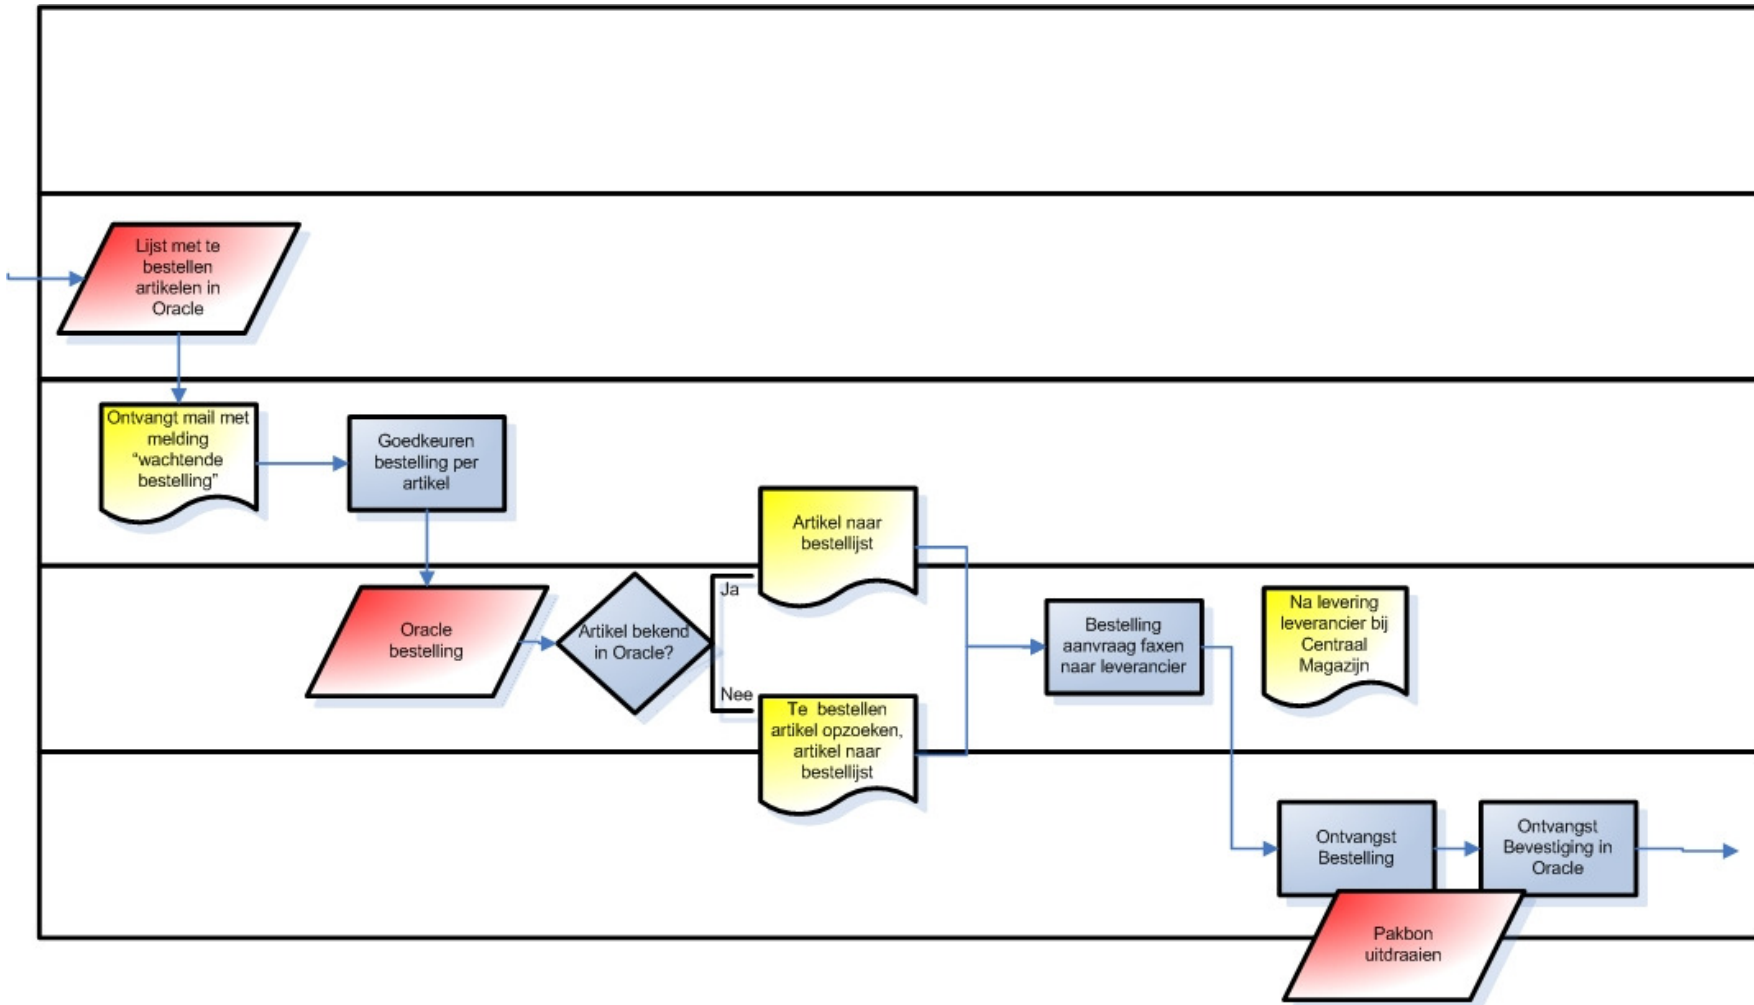 Lijst met te
bestellen
artikelen in
Oracle
Ontvangt mail met
melding
“wachtende
bestelling”
Goedkeuren
bestelling per
artikel
Oracle
bestelling
Artikel bekend
in Oracle?
Ja
Nee
Artikel naar
bestellijst
Te  bestellen
artikel opzoeken,
artikel naar
bestellijst
Bestelling
aanvraag faxen
naar leverancier
Na levering
leverancier bij
Centraal
Magazijn
Ontvangst
Bestelling
Ontvangst
Bevestiging in
Oracle
Pakbon
uitdraaien